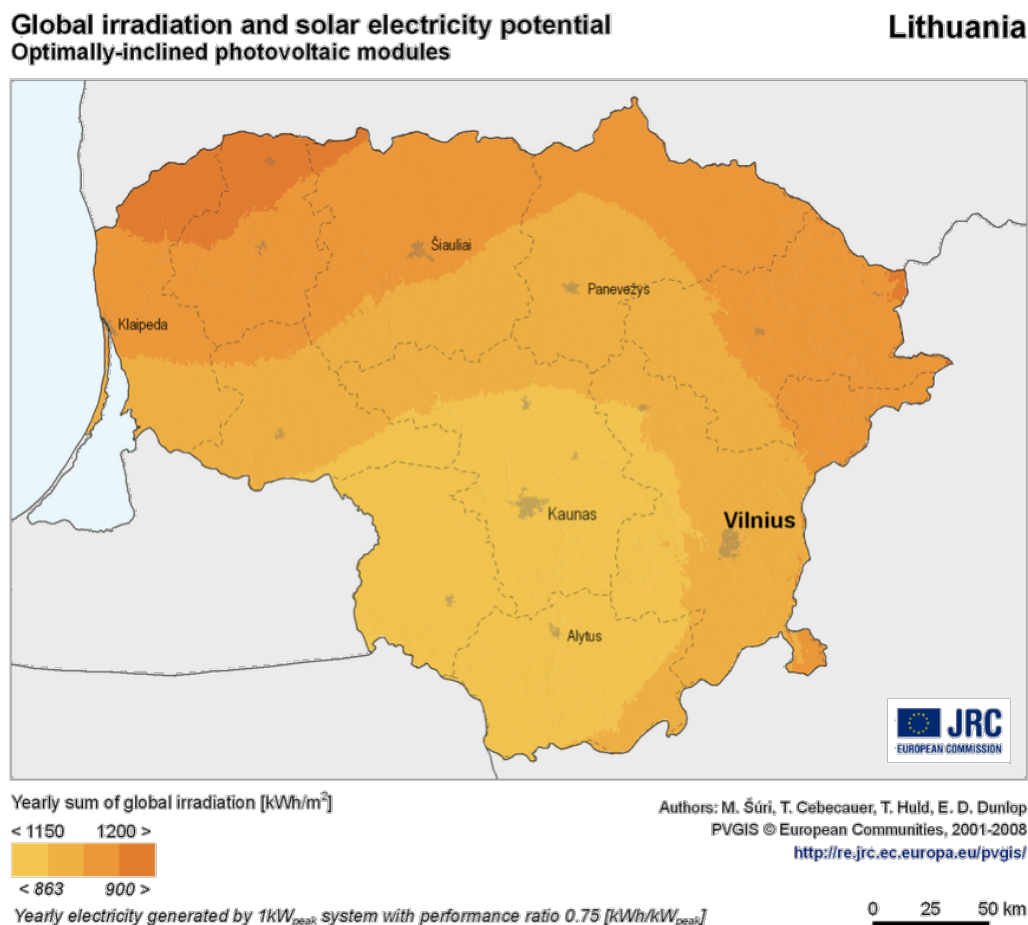 Global irradiation and solar electricity potential
Optimally-inclined photovoltaic modules
Lithuania
Šiauliai
Panevežys
Klaipeda
Kaunas
Vilnius
Alytus
JRC
EUROPEAN COMMISSION
Yearly sum of global irradiation [kWh/m²]
< 1150 1200 >
< 863 900 >
Yearly electricity generated by 1kWpeak system with performance ratio 0.75 [kWh/kWpeak]
Authors: M. Šúri, T. Cebecauer, T. Huld, E. D. Dunlop
PVGIS © European Communities, 2001-2008
http://re.jrc.ec.europa.eu/pvgis/
0 25 50 km